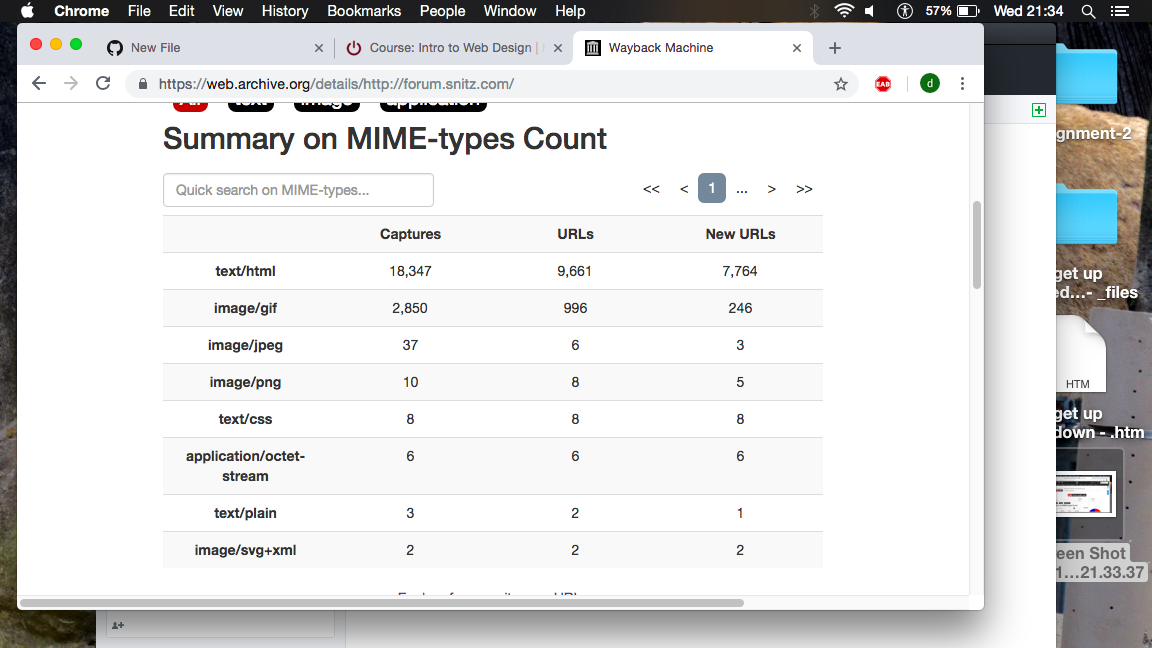 Chrome File Edit View History Bookmarks People Window Help 57% Wed 21:34
New File
Course: Intro to Web Design |
Wayback Machine
https://web.archive.org/details/http://forum.snitz.com/
EAB
d
All text image application
Summary on MIME-types Count
Quick search on MIME-types...
<< < 1 ... > >>
Captures URLs New URLs
text/html 18,347 9,661 7,764
image/gif 2,850 996 246
image/jpeg 37 6 3
image/png 10 8 5
text/css 8 8 8
application/octet-
stream 6 6 6
text/plain 3 2 1
image/svg+xml 2 2 2
gnment-2
get up
ed...- _files
HTM
get up
down - .htm
een Shot
1...21.33.37